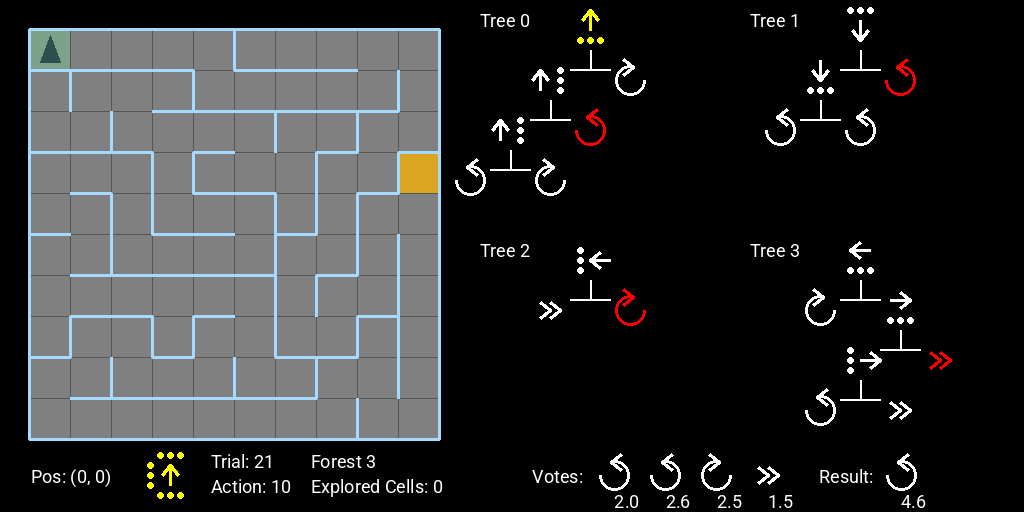 Tree 0
Tree 1
Tree 2
Tree 3
Pos: (0, 0)
Trial: 21
Forest 3
Action: 10
Explored Cells: 0
Votes:
2.0
2.6
2.5
1.5
Result:
4.6